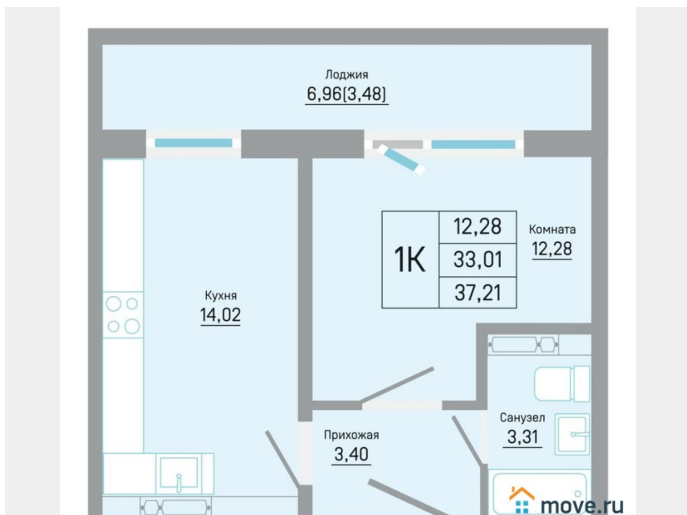 Лоджия
6,96(3,48)
1К
12,28
33,01
37,21
Комната
12,28
Кухня
14,02
Санузел
3,31
Прихожая
3,40
move.ru